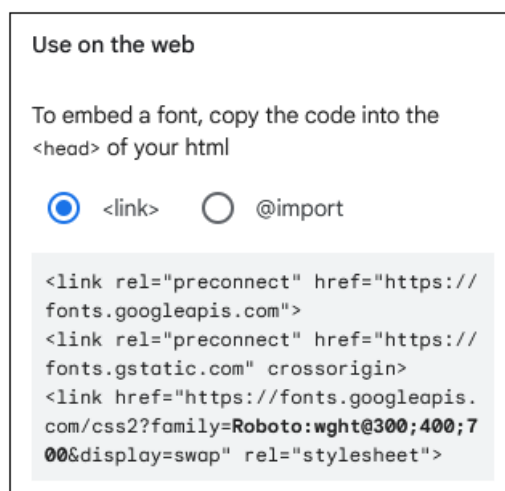 Use on the web
To embed a font, copy the code into the
<head> of your html
<link> @import
<link rel="preconnect" href="https://
fonts.googleapis.com">
<link rel="preconnect" href="https://
fonts.gstatic.com" crossorigin>
<link href="https://fonts.googleapis.
com/css2?family=Roboto:wght@300;400;7
00&display=swap" rel="stylesheet">